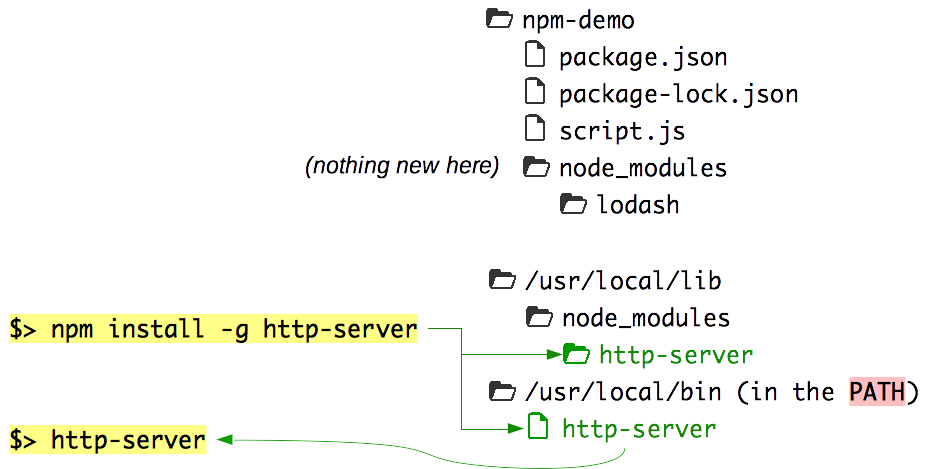 npm-demo
package.json
package-lock.json
script.js
(nothing new here) node_modules
lodash
/usr/local/lib
$> npm install -g http-server node_modules
http-server
/usr/local/bin (in the PATH)
$> http-server http-server